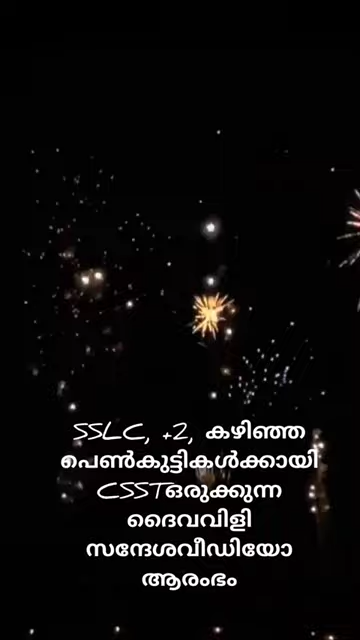 SSLC, +2, കഴിഞ്ഞ
പെൺകുട്ടികൾക്കായി
CSSTഒരുക്കുന്ന
ദൈവവിളി
സന്ദേശവീഡിയോ
ആരംഭം